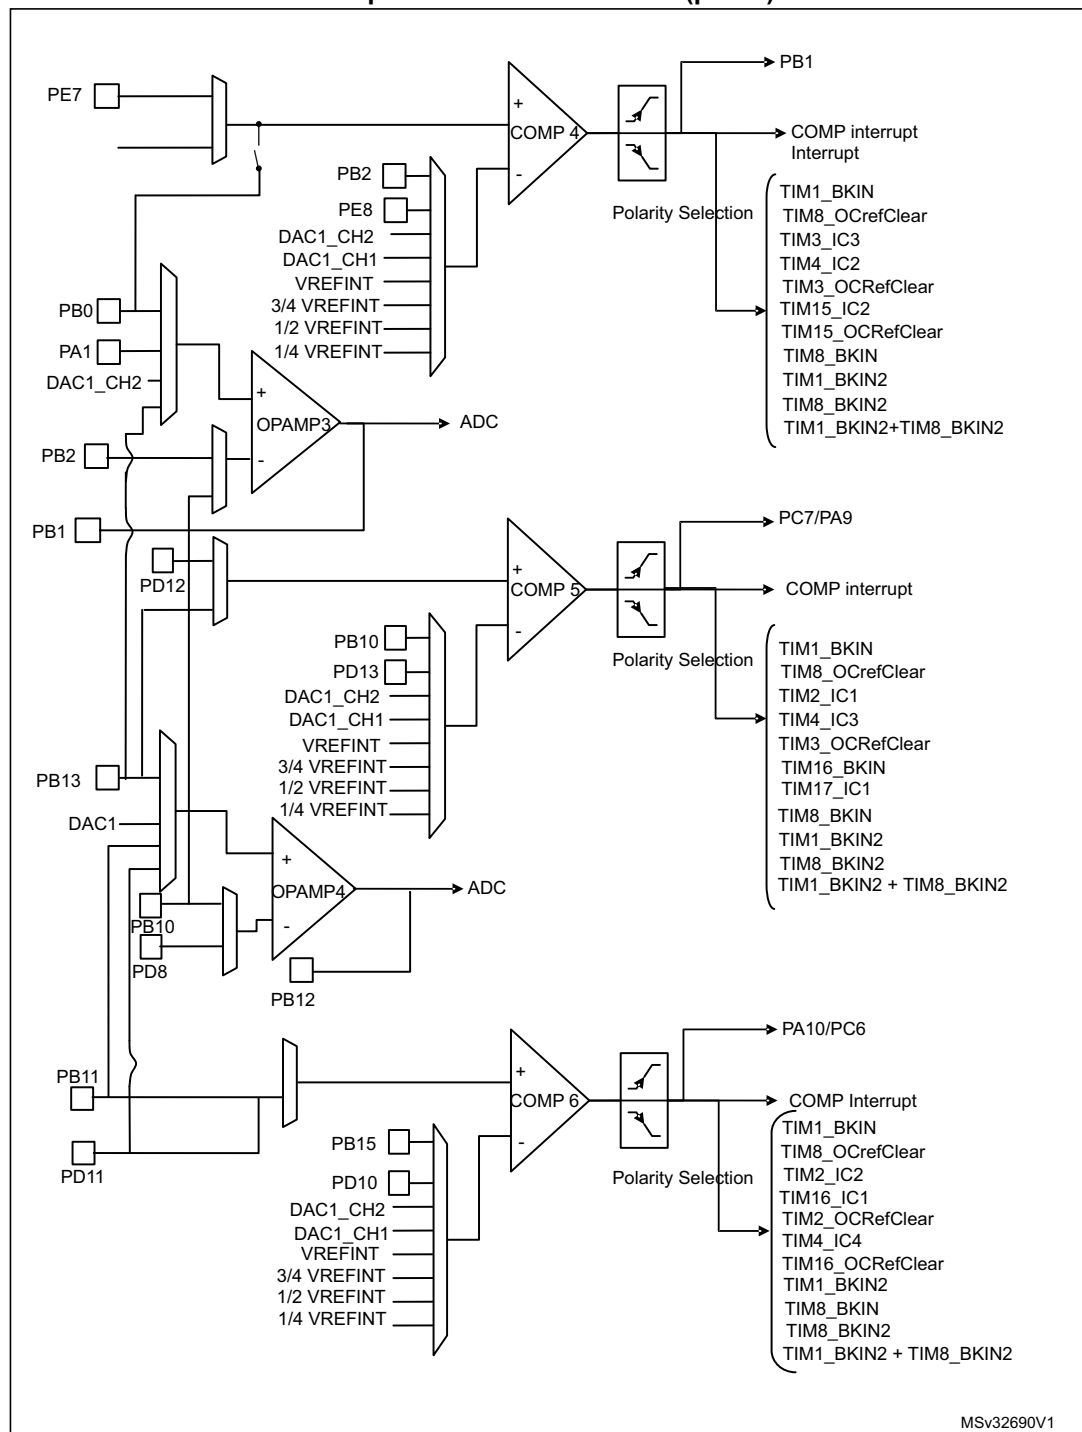 PB1
PE7
COMP 4
+
-
COMP interrupt
Interrupt
PB2
PE8
DAC1_CH2
DAC1_CH1
VREFINT
3/4 VREFINT
1/2 VREFINT
1/4 VREFINT
Polarity Selection
TIM1_BKIN
TIM8_OCrefClear
TIM3_IC3
TIM4_IC2
TIM3_OCRefClear
TIM15_IC2
TIM15_OCRefClear
TIM8_BKIN
TIM1_BKIN2
TIM8_BKIN2
TIM1_BKIN2+TIM8_BKIN2
PB0
PA1
DAC1_CH2
+
OPAMP3
-
ADC
PB2
PB1
PC7/PA9
PD12
+
COMP 5
-
COMP interrupt
PB10
PD13
DAC1_CH2
DAC1_CH1
VREFINT
3/4 VREFINT
1/2 VREFINT
1/4 VREFINT
Polarity Selection
TIM1_BKIN
TIM8_OCrefClear
TIM2_IC1
TIM4_IC3
TIM3_OCRefClear
TIM16_BKIN
TIM17_IC1
TIM8_BKIN
TIM1_BKIN2
TIM8_BKIN2
TIM1_BKIN2 + TIM8_BKIN2
PB13
DAC1
+
OPAMP4
-
ADC
PB10
PD8
PB12
PA10/PC6
PB11
PD11
+
COMP 6
-
COMP Interrupt
PB15
PD10
DAC1_CH2
DAC1_CH1
VREFINT
3/4 VREFINT
1/2 VREFINT
1/4 VREFINT
Polarity Selection
TIM1_BKIN
TIM8_OCrefClear
TIM2_IC2
TIM16_IC1
TIM2_OCRefClear
TIM4_IC4
TIM16_OCRefClear
TIM1_BKIN2
TIM8_BKIN
TIM8_BKIN2
TIM1_BKIN2 + TIM8_BKIN2
MSv32690V1